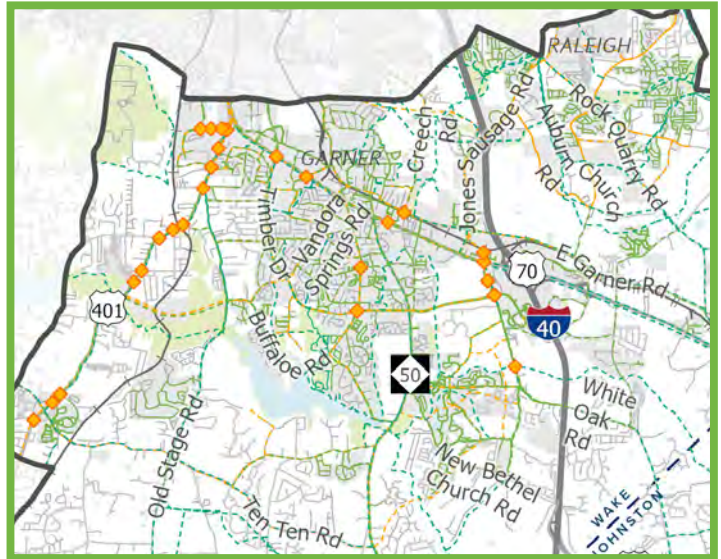 RALEIGH
Rock Quarry Rd
Auburn Church
Rd
Jones Sausage Rd
Creech
Rd
GARNER
Timber Dr
Vandora
Springs Rd
E Garner Rd
70
401
40
Buffaloe Rd
50
White
Oak
Rd
Old Stage Rd
New Bethel
Church Rd
Ten Ten Rd
WAKE
OHNSTON